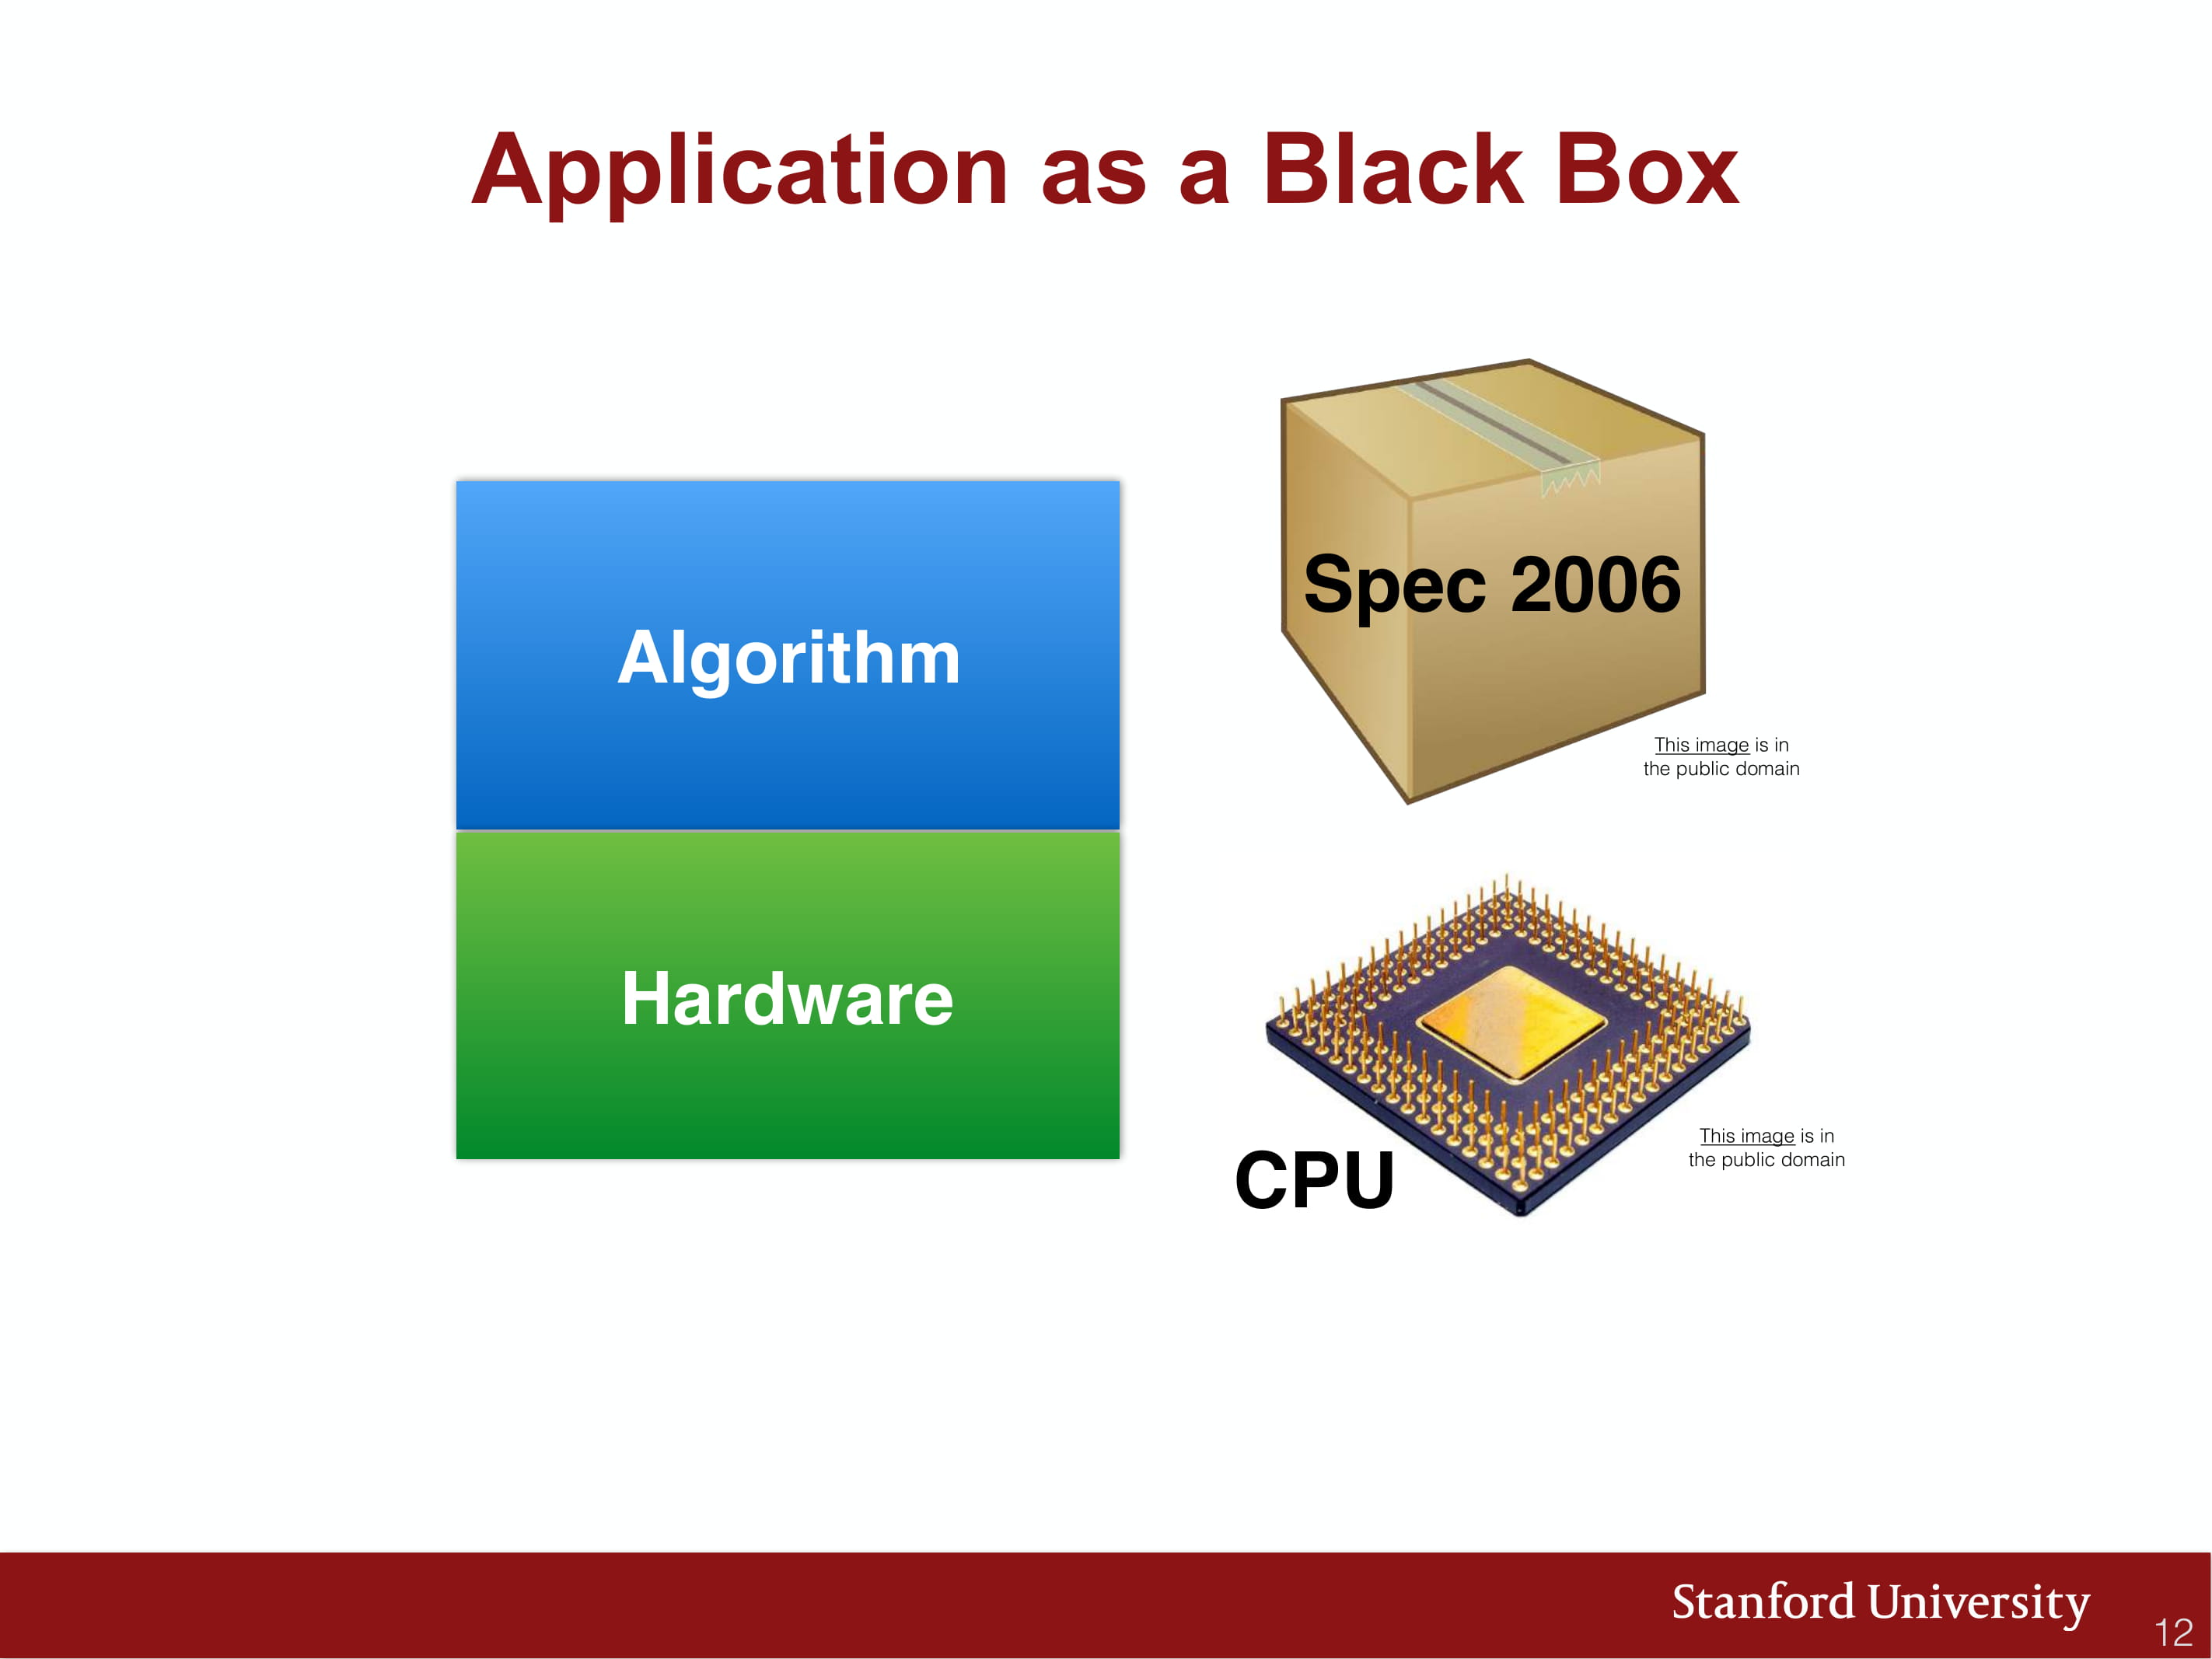 Application as a Black Box
Algorithm
Hardware
Spec 2006
This image is in
the public domain
CPU
This image is in
the public domain
Stanford University
12